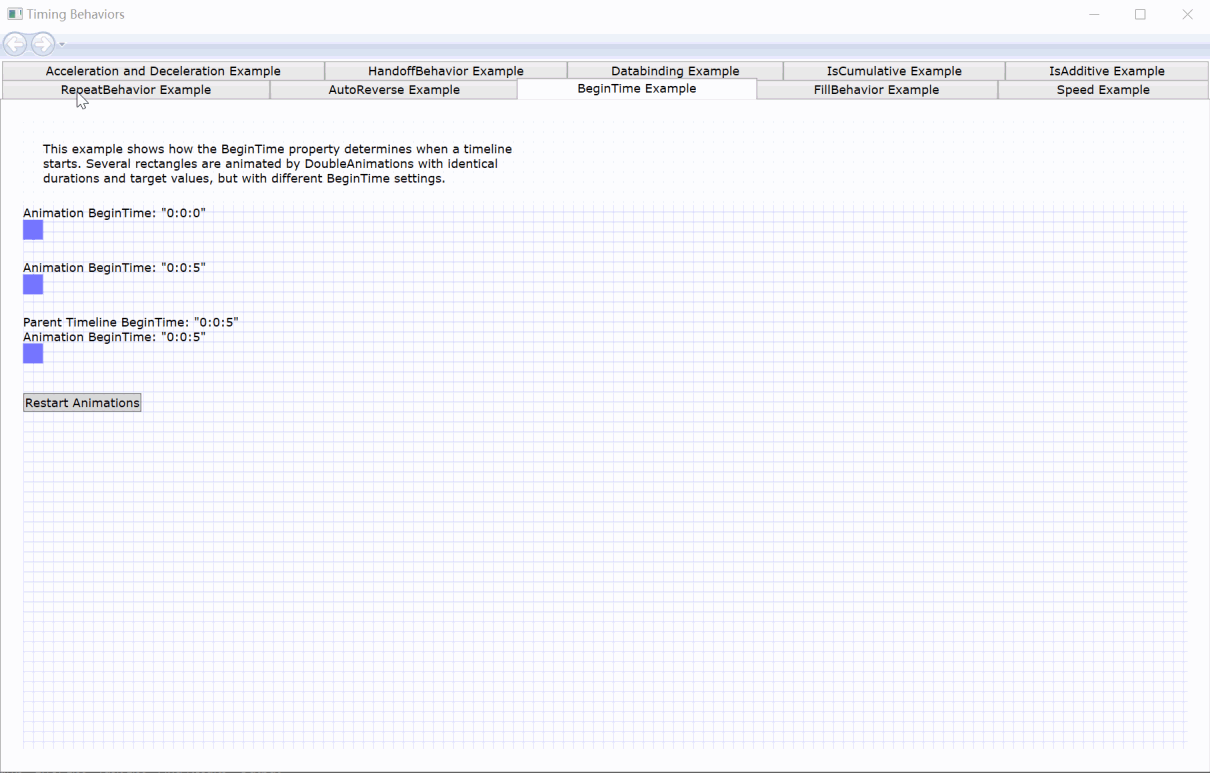 Timing Behaviors
Acceleration and Deceleration Example
HandoffBehavior Example
Databinding Example
IsCumulative Example
IsAdditive Example
RepeatBehavior Example
AutoReverse Example
BeginTime Example
FillBehavior Example
Speed Example
This example shows how the BeginTime property determines when a timeline
starts. Several rectangles are animated by DoubleAnimations with identical
durations and target values, but with different BeginTime settings.
Animation BeginTime: "0:0:0"
Animation BeginTime: "0:0:5"
Parent Timeline BeginTime: "0:0:5"
Animation BeginTime: "0:0:5"
Restart Animations